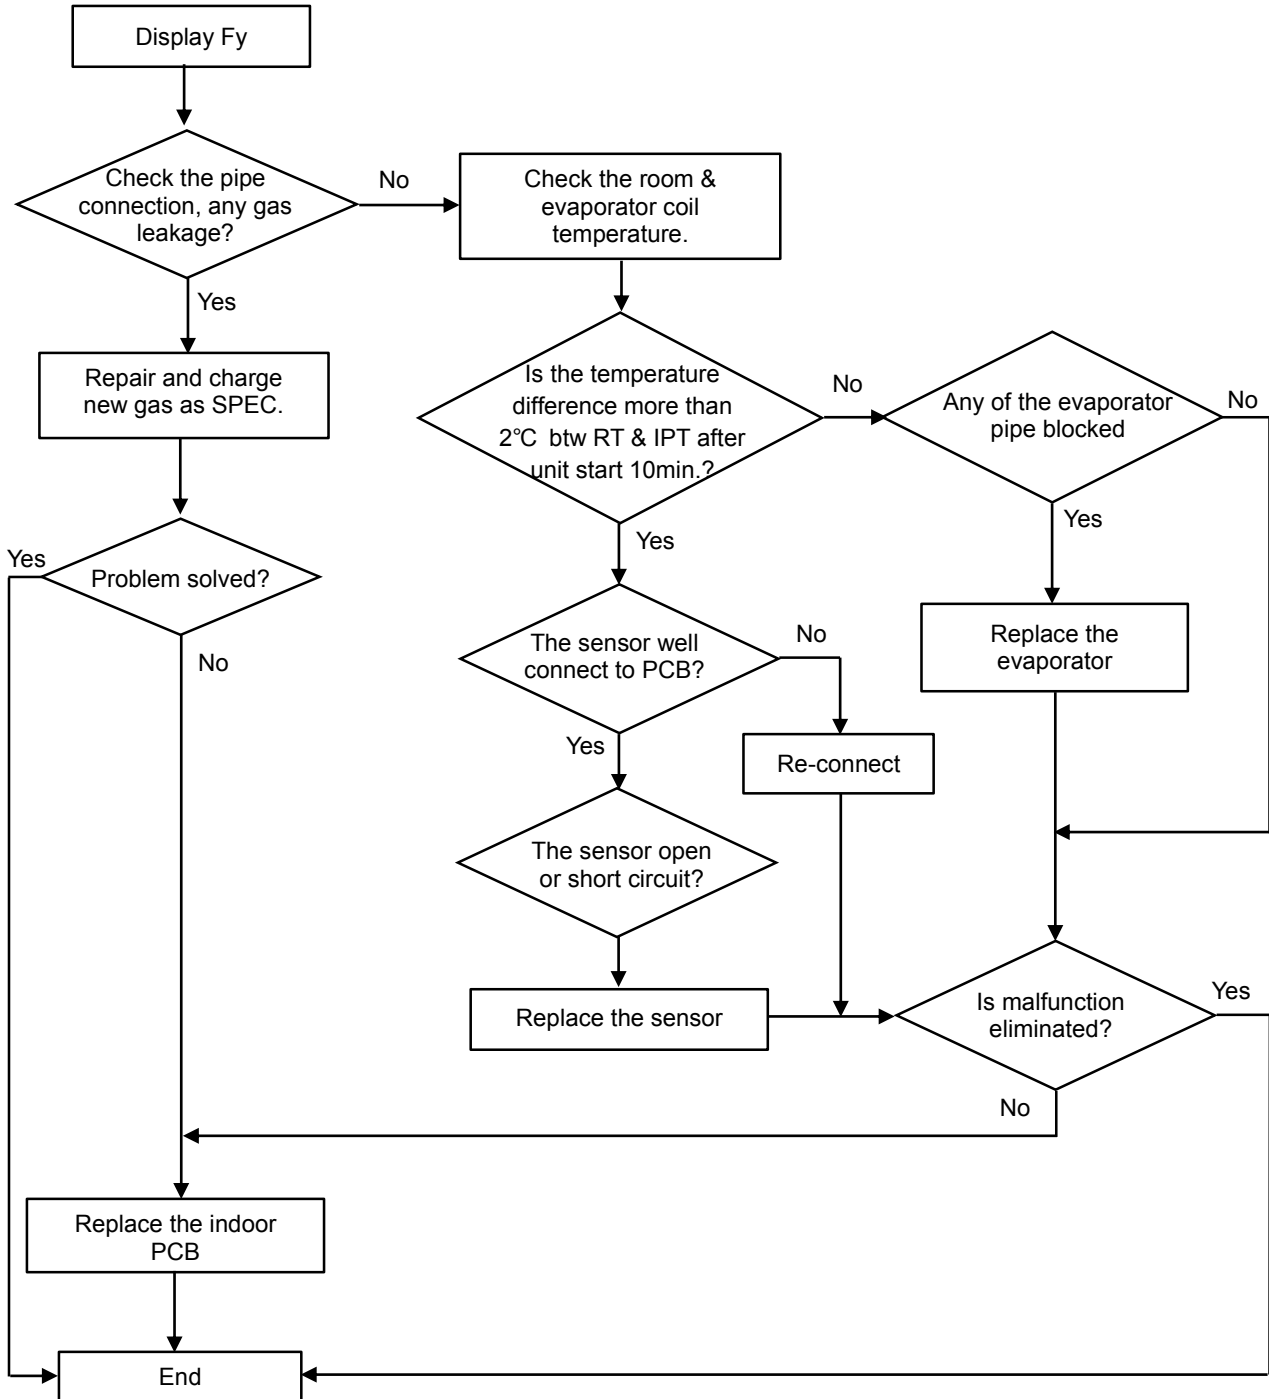 Display Fy
Check the pipe
connection, any gas
leakage?
No
Check the room &
evaporator coil
temperature.
Yes
Repair and charge
new gas as SPEC.
Is the temperature
difference more than
2℃ btw RT & IPT after
unit start 10min.?
No
Any of the evaporator
pipe blocked
No
Yes
Yes
Yes
Problem solved?
No
The sensor well
connect to PCB?
No
Replace the
evaporator
Yes
Re-connect
The sensor open
or short circuit?
Replace the sensor
Is malfunction
eliminated?
Yes
No
Replace the indoor
PCB
End